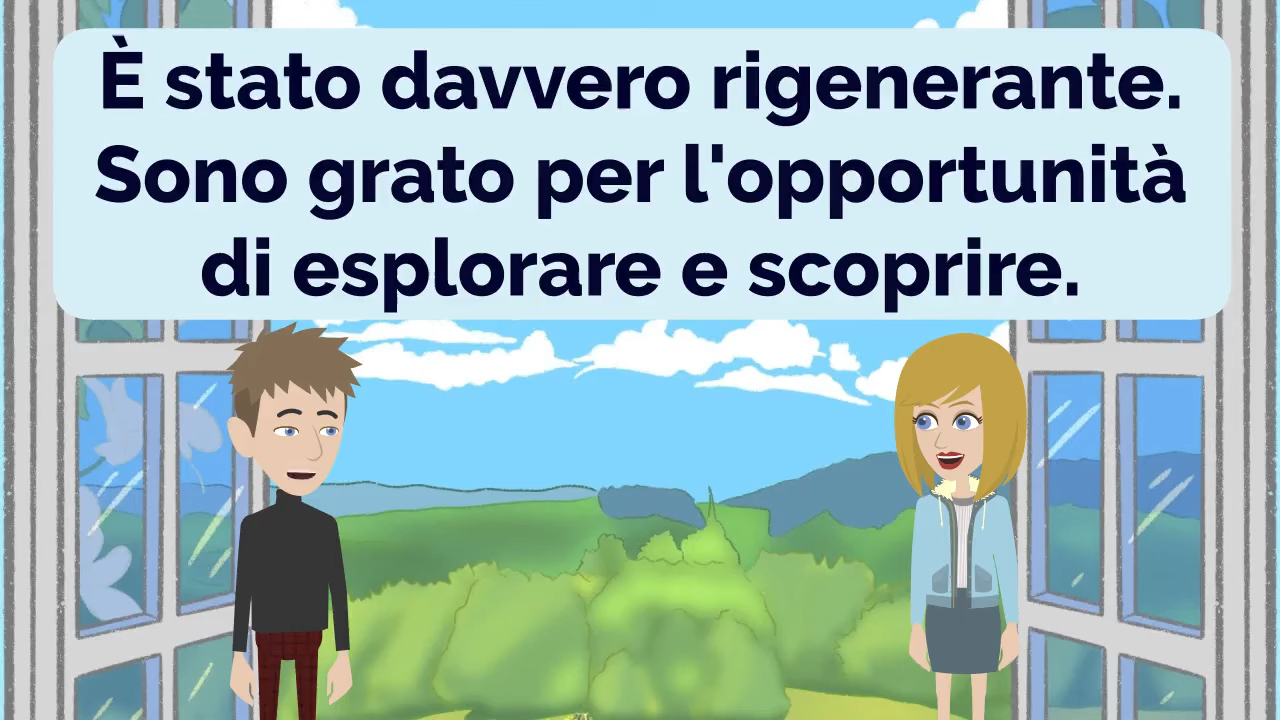 È stato davvero rigenerante.
Sono grato per l'opportunità
di esplorare e scoprire.